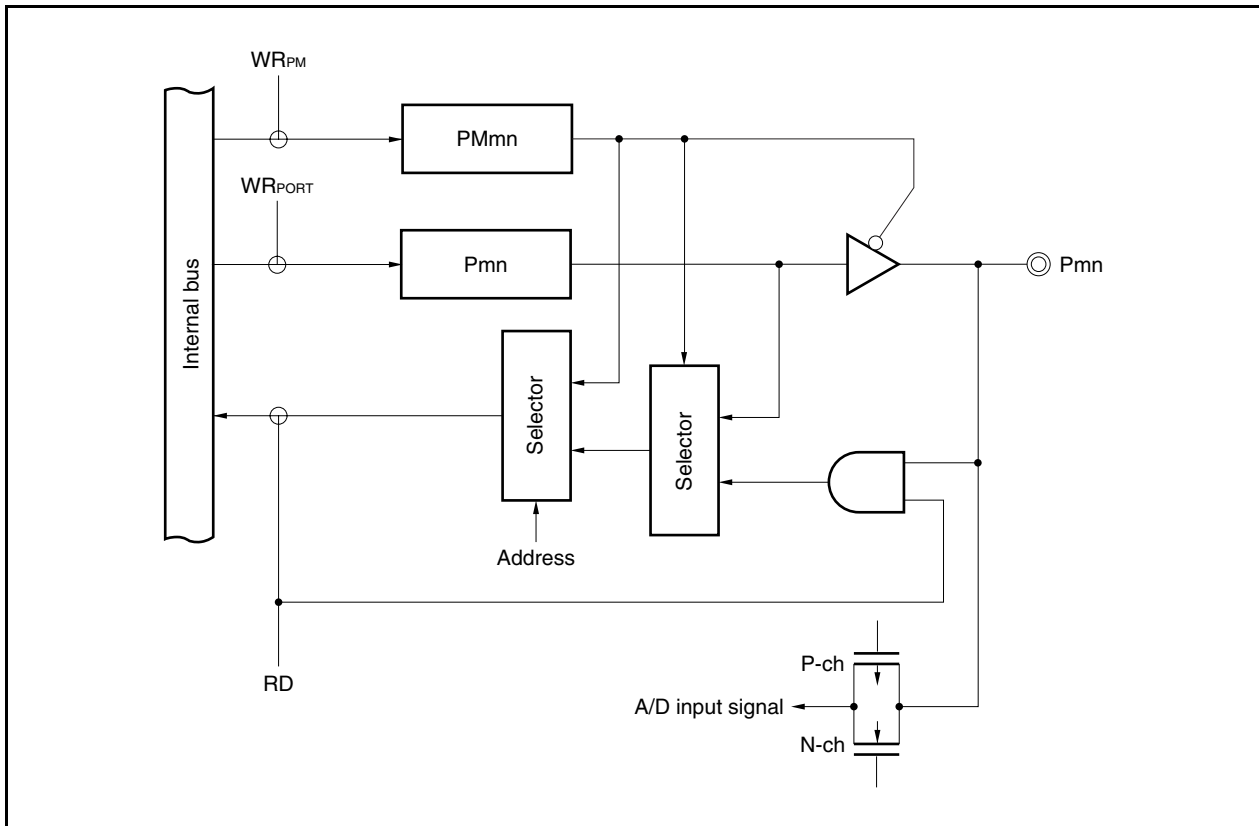 WRPM
PMmn
WRPORT
Pmn
Pmn
Internal bus
Selector
Selector
Address
RD
P-ch
A/D input signal
N-ch